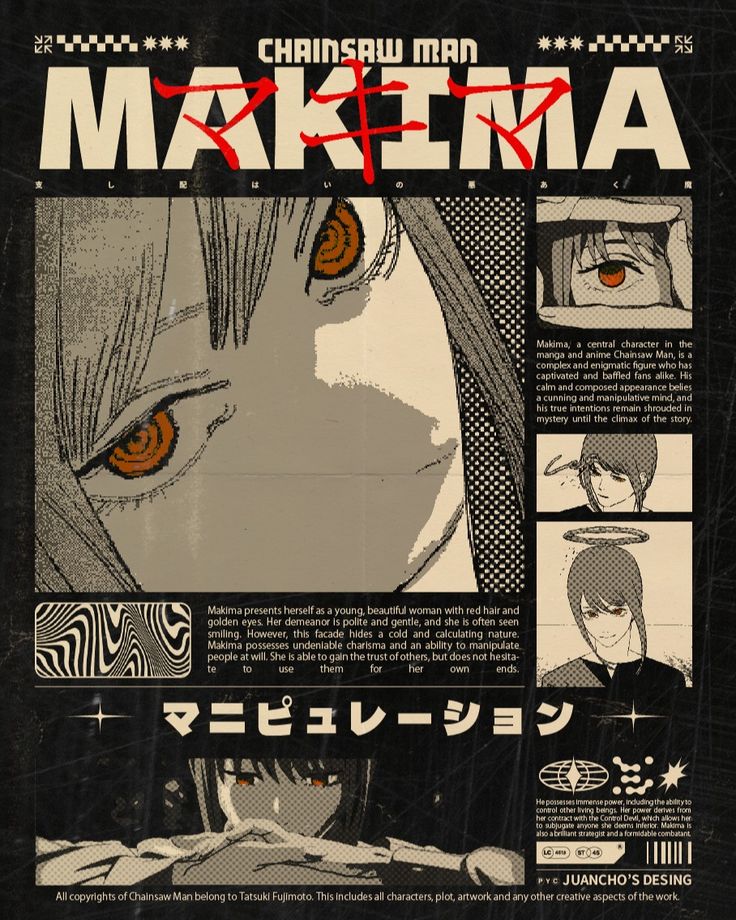 CHAINSAW MAN
MAKIMA
マキマ
支 し 配 は い の 悪 あ く 魔
Makima, a central character in the
manga and anime Chainsaw Man, is a
complex and enigmatic figure who has
captivated and baffled fans alike. His
calm and composed appearance belies
a cunning and manipulative mind, and
his true intentions remain shrouded in
mystery until the climax of the story.
Makima presents herself as a young, beautiful woman with red hair and
golden eyes. Her demeanor is polite and gentle, and she is often seen
smiling. However, this facade hides a cold and calculating nature.
Makima possesses undeniable charisma and an ability to manipulate
people at will. She is able to gain the trust of others, but does not hesita-
te to use them for her own ends.
マニピュレーション
He possesses immense power, including the ability to
control other living beings. Her power derives from
her contract with the Control Devil, which allows her
to subjugate anyone she deems inferior. Makima is
also a brilliant strategist and a formidable combatant.
LC ST 45
PYC JUANCHO'S DESING
All copyrights of Chainsaw Man belong to Tatsuki Fujimoto. This includes all characters, plot, artwork and any other creative aspects of the work.